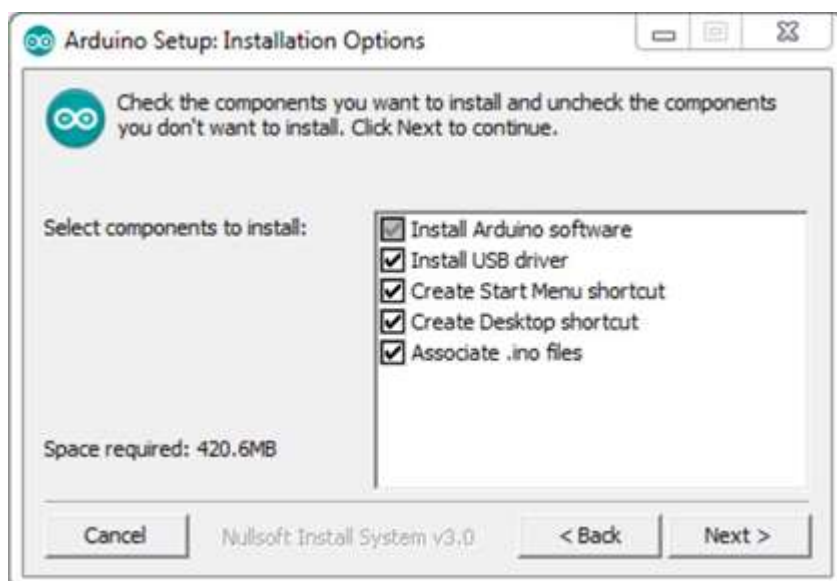 Arduino Setup: Installation Options
Check the components you want to install and uncheck the components
you don't want to install. Click Next to continue.
Select components to install:
Install Arduino software
Install USB driver
Create Start Menu shortcut
Create Desktop shortcut
Associate .ino files
Space required: 420.6MB
Cancel
Nullsoft Install System v3.0
< Back
Next >